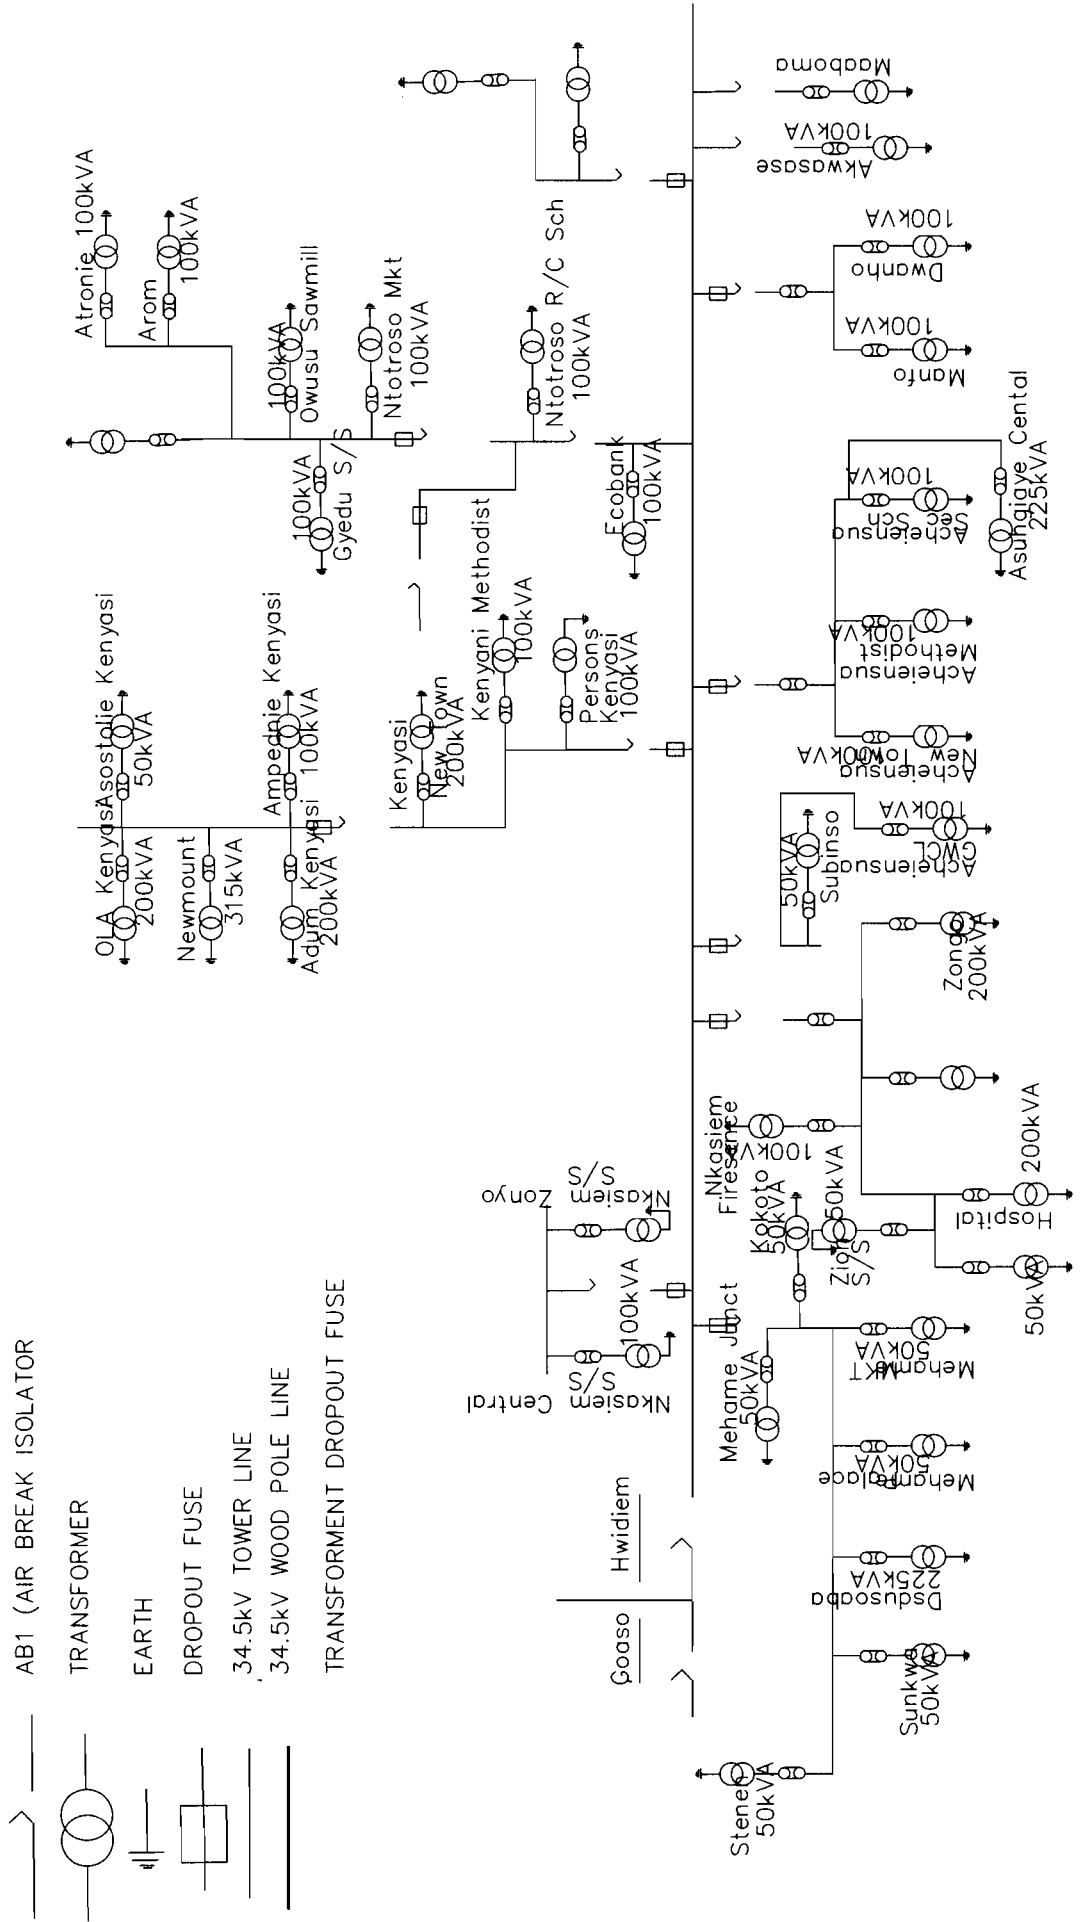 AB1 (AIR BREAK ISOLATOR
TRANSFORMER
EARTH
DROPOUT FUSE
34.5kV TOWER LINE
34.5kV WOOD POLE LINE
TRANSFORMENT DROPOUT FUSE
OLA Kenyasi
200kVA
Asostolie Kenyasi
50kVA
Newmount
315kVA
Adum Kenyasi
200kVA
Ampednie Kenyasi
100kVA
Atronie 100kVA
Arom
100kVA
100kVA
Owusu Sawmill
100kVA
Gyedu S/S
Ntotroso Mkt
100kVA
Kenyasi
New Town
200kVA
Kenyani Methodist
100kVA
Persons
Kenyasi
100kVA
Ntotroso R/C Sch
100kVA
Ecobank
100kVA
Nkasiem Central
S/S
100kVA
Nkasiem Zonyo
S/S
S/S
Goaso
Hwidiem
Stenen
50kVA
Sunkwa
50kVA
Dsdusoaba
225kVA
Mehame
Palace
50kVA
Mehame
MKT
50kVA
Mehame Junct
50kVA
Kokoto
50kVA
Nkasiem
Firesence
100kVA
Zion
S/S
50kVA
50kVA
Hospital
200kVA
Zongo
200kVA
50kVA
Subinso
Acheiensua
GWCL
100kVA
Acheiensua
New Town
100kVA
Acheiensua
Methodist
100kVA
Acheiensua
Sec Sch
100kVA
Asuhgiaye Cental
225kVA
Manfo
100kVA
Dwanho
100kVA
Akwasase
100kVA
Maaboma